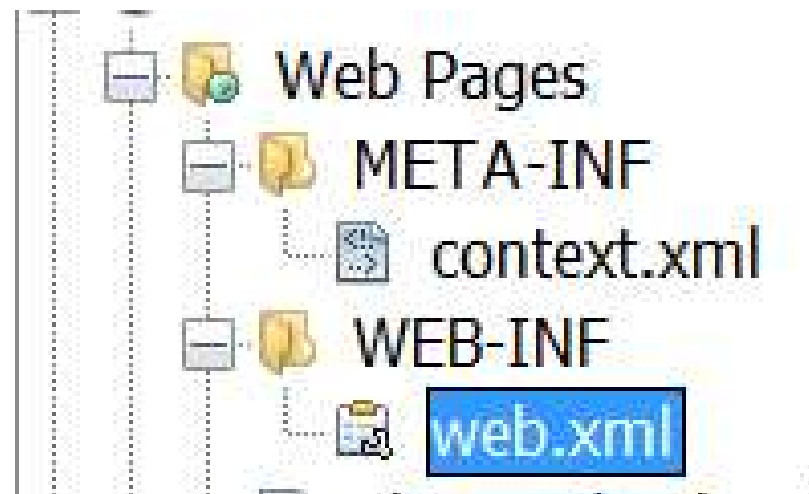 Web Pages
META-INF
context.xml
WEB-INF
web.xml